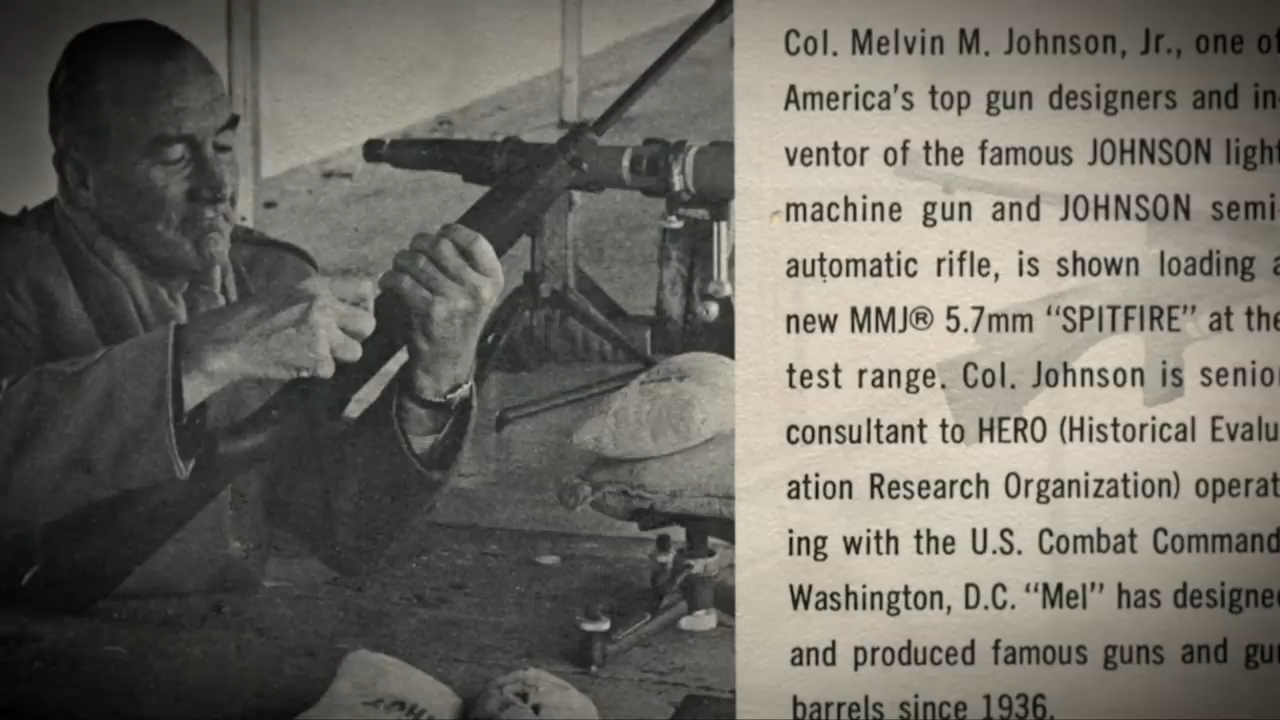 Col. Melvin M. Johnson, Jr., one of
America's top gun designers and in-
ventor of the famous JOHNSON light
machine gun and JOHNSON semi-
automatic rifle, is shown loading a
new MMJ® 5.7mm “SPITFIRE” at the
test range. Col. Johnson is senio
consultant to HERO (Historical Evalu
ation Research Organization) operat
ing with the U.S. Combat Command
Washington, D.C. “Mel” has designe
and produced famous guns and gu
barrels since 1936.